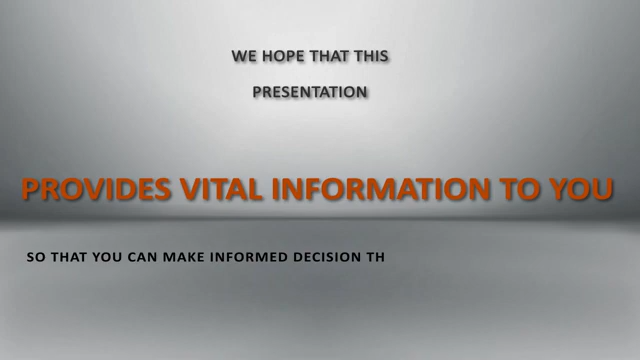 WE HOPE THAT THIS
PRESENTATION
PROVIDES VITAL INFORMATION TO YOU
SO THAT YOU CAN MAKE INFORMED DECISION TH